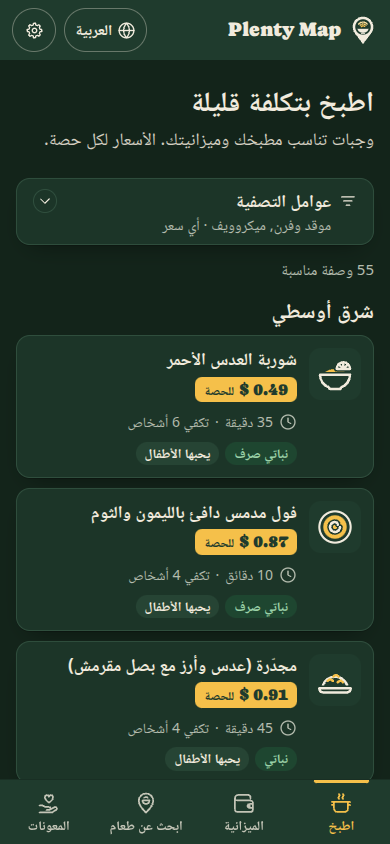 Plenty Map
العربية
اطبخ بتكلفة قليلة
وجبات تناسب مطبخك وميزانيتك. الأسعار لكل حصة.
عوامل التصفية
موقد وفرن, ميكروويف · أي سعر
55 وصفة مناسبة
شرق أوسطي
شوربة العدس الأحمر
0.49 $ للحصة
35 دقيقة · تكفي 6 أشخاص
نباتي صرف
يحبها الأطفال
فول مدمس دافئ بالليمون والثوم
0.87 $ للحصة
10 دقائق · تكفي 4 أشخاص
نباتي صرف
يحبها الأطفال
مجدّرة (عدس وأرز مع بصل مقرمش)
0.91 $ للحصة
45 دقيقة · تكفي 4 أشخاص
نباتي
يحبها الأطفال
اطبخ
الميزانية
ابحث عن طعام
المعونات